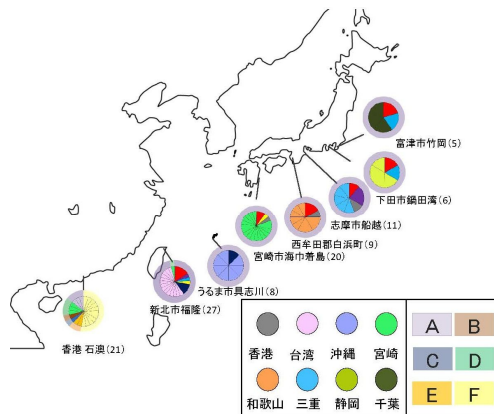 富津市竹岡(5)
下田市鍋田湾(6)
志摩市船越(11)
西牟田郡白浜町(9)
宮崎市海巾着島(20)
うるま市具志川(8)
新北市福隆(27)
香港 石澳(21)
香港 台湾 沖縄 宮崎
和歌山 三重 静岡 千葉
A B
C D
E F